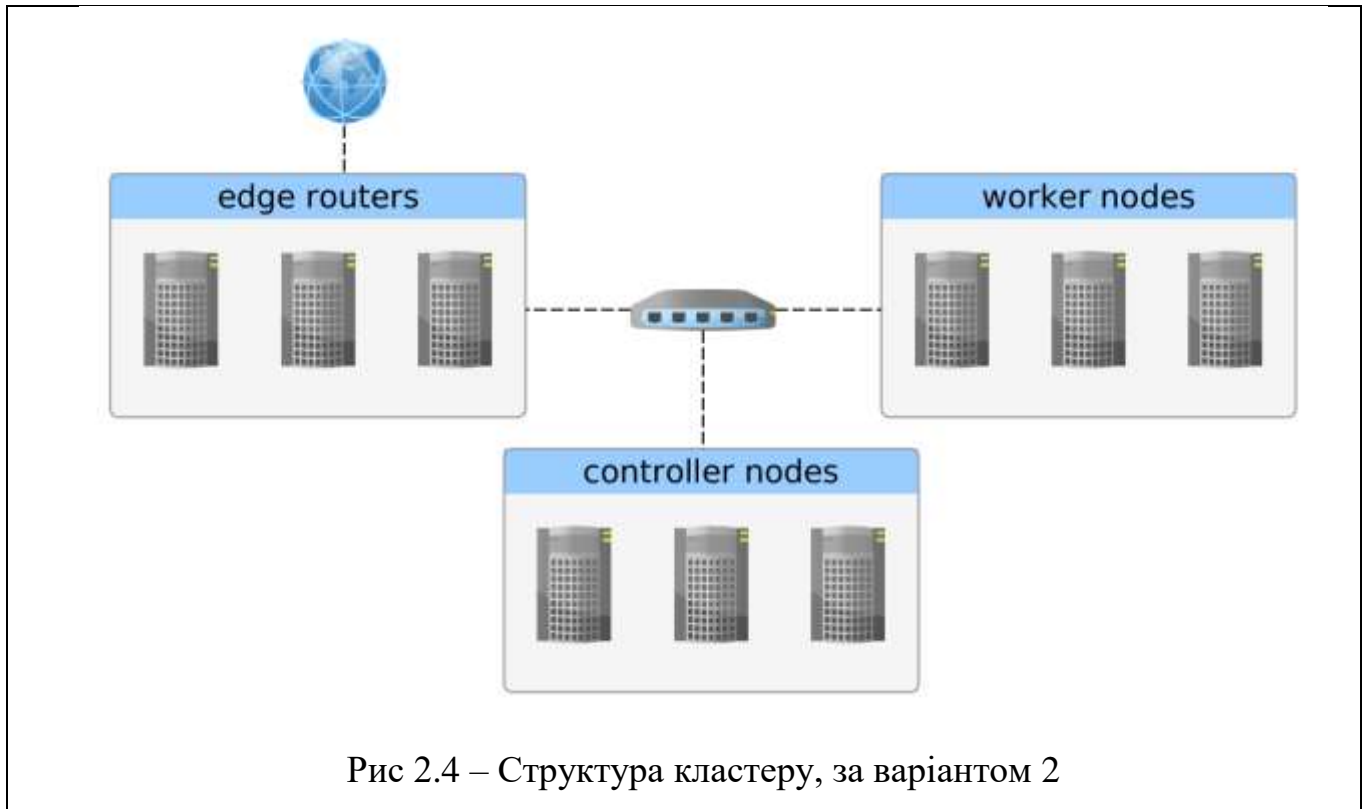 edge routers
worker nodes
controller nodes
Рис 2.4 – Структура кластеру, за варіантом 2